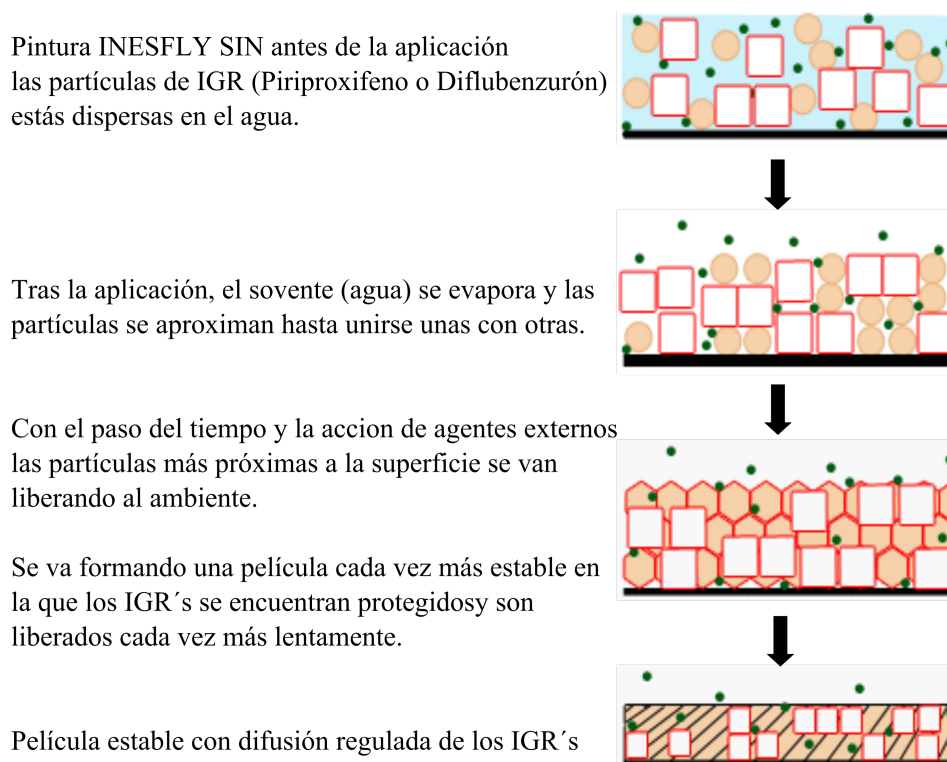 Pintura INESFLY SIN antes de la aplicación
las partículas de IGR (Piriproxifeno o Diflubenzurón)
estás dispersas en el agua.
Tras la aplicación, el sovente (agua) se evapora y las
partículas se aproximan hasta unirse unas con otras.
Con el paso del tiempo y la accion de agentes externos
las partículas más próximas a la superficie se van
liberando al ambiente.
Se va formando una película cada vez más estable en
la que los IGR´s se encuentran protegidosy son
liberados cada vez más lentamente.
Película estable con difusión regulada de los IGR´s